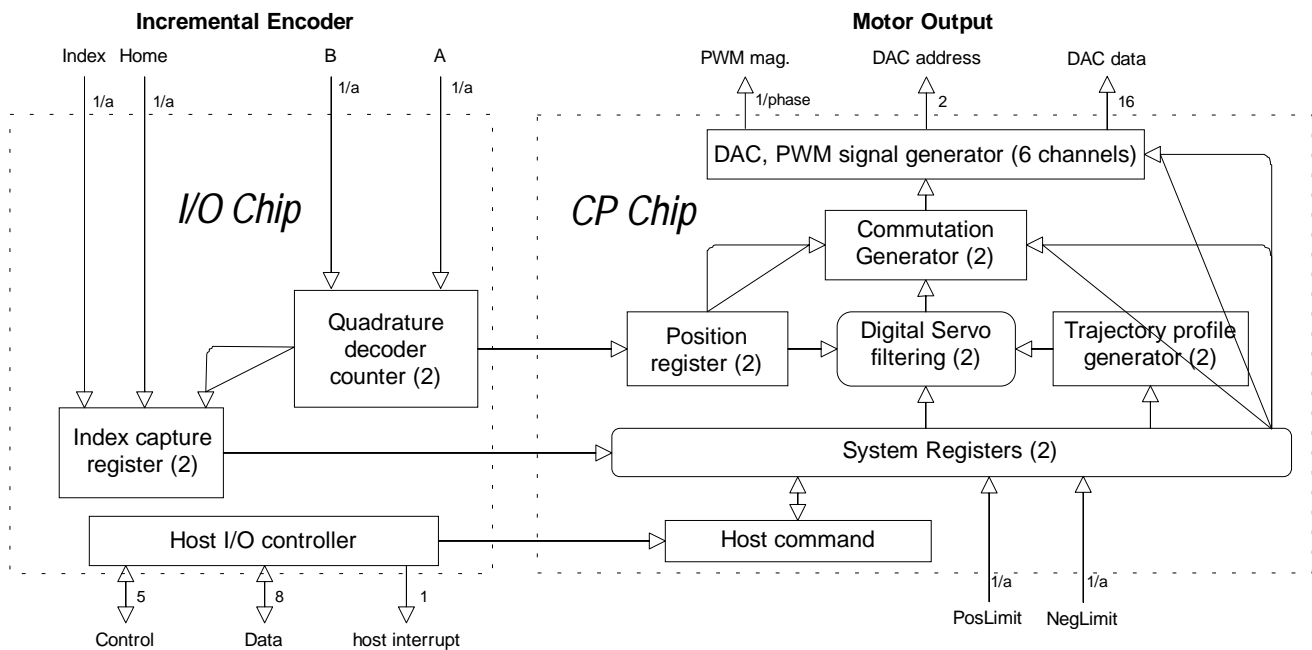 Incremental Encoder
Motor Output
Index
Home
B
A
PWM mag.
DAC address
DAC data
1/a
1/a
1/a
1/a
1/phase
2
16
DAC, PWM signal generator (6 channels)
I/O Chip
CP Chip
Commutation
Generator (2)
Quadrature
decoder
counter (2)
Position
register (2)
Digital Servo
filtering (2)
Trajectory profile
generator (2)
Index capture
register (2)
System Registers (2)
Host I/O controller
Host command
5
8
1
1/a
1/a
Control
Data
host interrupt
PosLimit
NegLimit